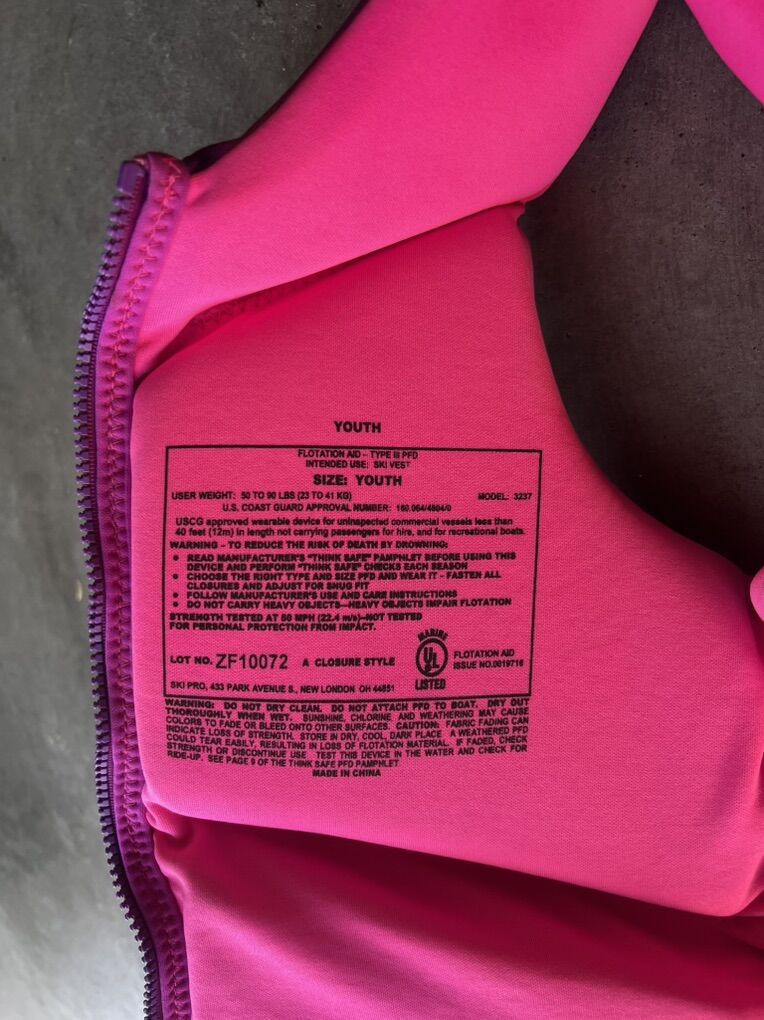 YOUTH
FLOTATION AID – TYPE III PFD
INTENDED USE: SKI VEST
SIZE: YOUTH
USER WEIGHT: 50 TO 90 LBS (23 TO 41 KG) MODEL: 3237
U.S. COAST GUARD APPROVAL NUMBER: 160.064/4804/0
USCG approved wearable device for uninspected commercial vessels less than
40 feet (12m) in length not carrying passengers for hire, and for recreational boats.
WARNING – TO REDUCE THE RISK OF DEATH BY DROWNING:
• READ MANUFACTURER'S "THINK SAFE" PAMPHLET BEFORE USING THIS
DEVICE AND PERFORM "THINK SAFE" CHECKS EACH SEASON
• CHOOSE THE RIGHT TYPE AND SIZE PFD AND WEAR IT – FASTEN ALL
CLOSURES AND ADJUST FOR SNUG FIT
• FOLLOW MANUFACTURER'S USE AND CARE INSTRUCTIONS
• DO NOT CARRY HEAVY OBJECTS—HEAVY OBJECTS IMPAIR FLOTATION
STRENGTH TESTED AT 50 MPH (22.4 m/s)–NOT TESTED
FOR PERSONAL PROTECTION FROM IMPACT.
MARINE
LOT NO. ZF10072 A CLOSURE STYLE UL FLOTATION AID
ISSUE NO.0019716
LISTED
SKI PRO, 433 PARK AVENUE S., NEW LONDON OH 44851
WARNING: DO NOT DRY CLEAN. DO NOT ATTACH PFD TO BOAT. DRY OUT
THOROUGHLY WHEN WET. SUNSHINE, CHLORINE AND WEATHERING MAY CAUSE
COLORS TO FADE OR BLEED ONTO OTHER SURFACES. CAUTION: FABRIC FADING CAN
INDICATE LOSS OF STRENGTH. STORE IN DRY, COOL, DARK PLACE A WEATHERED PFD
COULD TEAR EASILY, RESULTING IN LOSS OF FLOTATION MATERIAL. IF FADED, CHECK
STRENGTH OR DISCONTINUE USE TEST THIS DEVICE IN THE WATER AND CHECK FOR
RIDE-UP. SEE PAGE 9 OF THE THINK SAFE PFD PAMPHLET
MADE IN CHINA